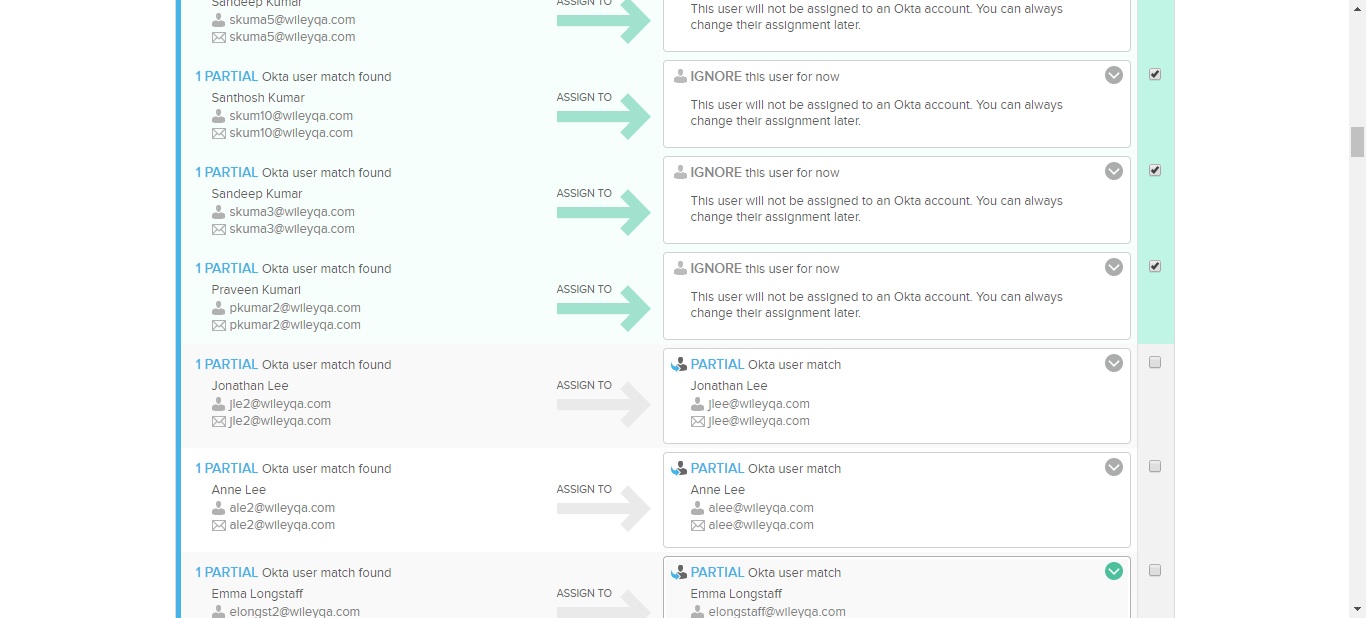 Sandeep Kumar
skuma5@wileyqa.com
skuma5@wileyqa.com
ASSIGN TO
This user will not be assigned to an Okta account. You can always
change their assignment later.
1 PARTIAL Okta user match found
Santhosh Kumar
skum10@wileyqa.com
skum10@wileyqa.com
ASSIGN TO
IGNORE this user for now
This user will not be assigned to an Okta account. You can always
change their assignment later.
1 PARTIAL Okta user match found
Sandeep Kumar
skuma3@wileyqa.com
skuma3@wileyqa.com
ASSIGN TO
IGNORE this user for now
This user will not be assigned to an Okta account. You can always
change their assignment later.
1 PARTIAL Okta user match found
Praveen Kumari
pkumar2@wileyqa.com
pkumar2@wileyqa.com
ASSIGN TO
IGNORE this user for now
This user will not be assigned to an Okta account. You can always
change their assignment later.
1 PARTIAL Okta user match found
Jonathan Lee
jle2@wileyqa.com
jle2@wileyqa.com
ASSIGN TO
PARTIAL Okta user match
Jonathan Lee
jlee@wileyqa.com
jlee@wileyqa.com
1 PARTIAL Okta user match found
Anne Lee
ale2@wileyqa.com
ale2@wileyqa.com
ASSIGN TO
PARTIAL Okta user match
Anne Lee
alee@wileyqa.com
alee@wileyqa.com
1 PARTIAL Okta user match found
Emma Longstaff
elongst2@wileyqa.com
ASSIGN TO
PARTIAL Okta user match
Emma Longstaff
elongstaff@wileyqa.com